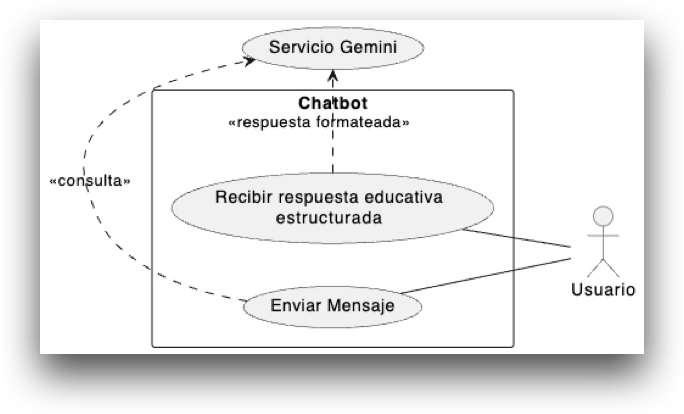 Servicio Gemini
Chatbot
«respuesta formateada»
«consulta»
Recibir respuesta educativa
estructurada
Usuario
Enviar Mensaje